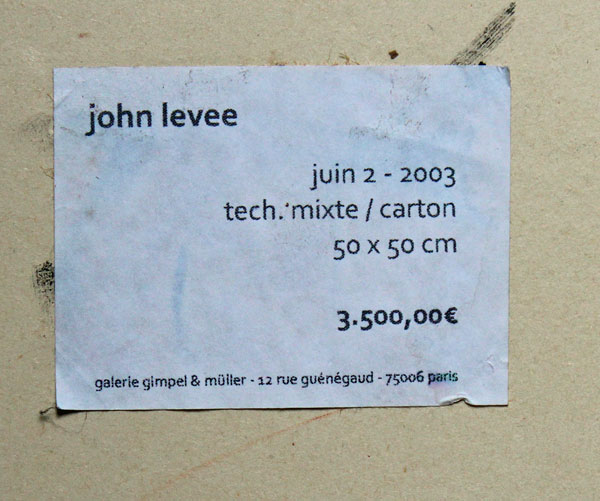 john levee
juin 2 - 2003
tech. mixte / carton
50 x 50 cm
3.500,00€
galerie gimpel & müller - 12 rue guénégaud - 75006 paris